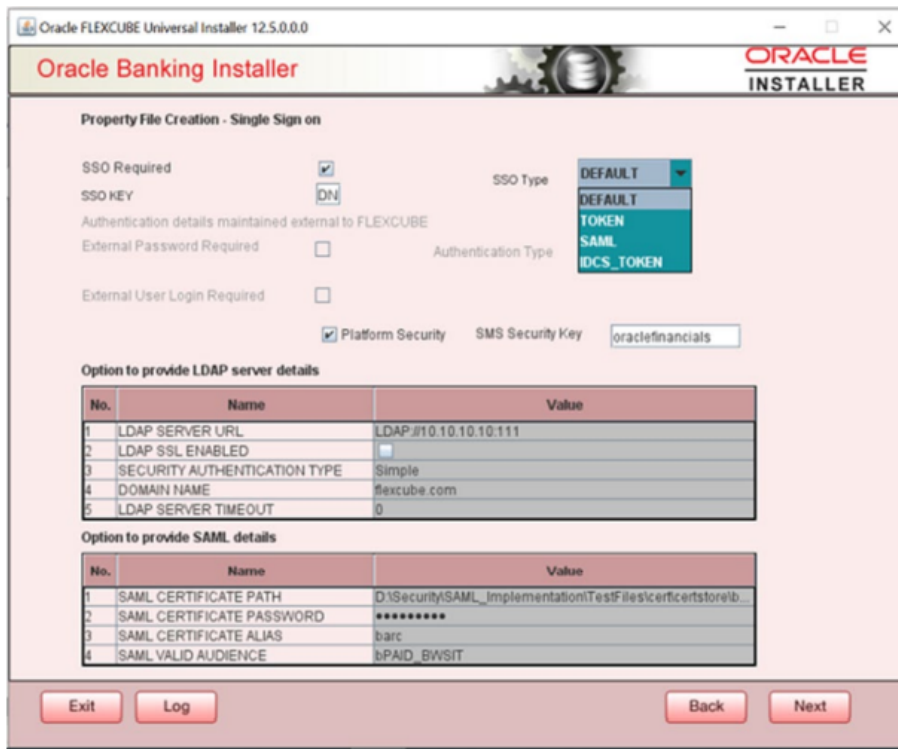 Oracle FLEXCUBE Universal Installer 12.5.0.0.0
Oracle Banking Installer
ORACLE
INSTALLER
Property File Creation - Single Sign on
SSO Required
SSO Type
DEFAULT
SSO KEY
DN
DEFAULT
TOKEN
SAML
IDCS_TOKEN
Authentication details maintained external to FLEXCUBE
External Password Required
Authentication Type
External User Login Required
Platform Security
SMS Security Key
oraclefinancials
Option to provide LDAP server details
No. Name Value
1 LDAP SERVER URL LDAP://10.10.10.10:111
2 LDAP SSL ENABLED
3 SECURITY AUTHENTICATION TYPE Simple
4 DOMAIN NAME flexcube.com
5 LDAP SERVER TIMEOUT 0
Option to provide SAML details
No. Name Value
1 SAML CERTIFICATE PATH D:\Security\SAML_Implementation\TestFiles\cert\certstore\b...
2 SAML CERTIFICATE PASSWORD •••••••••
3 SAML CERTIFICATE ALIAS barc
4 SAML VALID AUDIENCE bPAID_BWSIT
Exit
Log
Back
Next